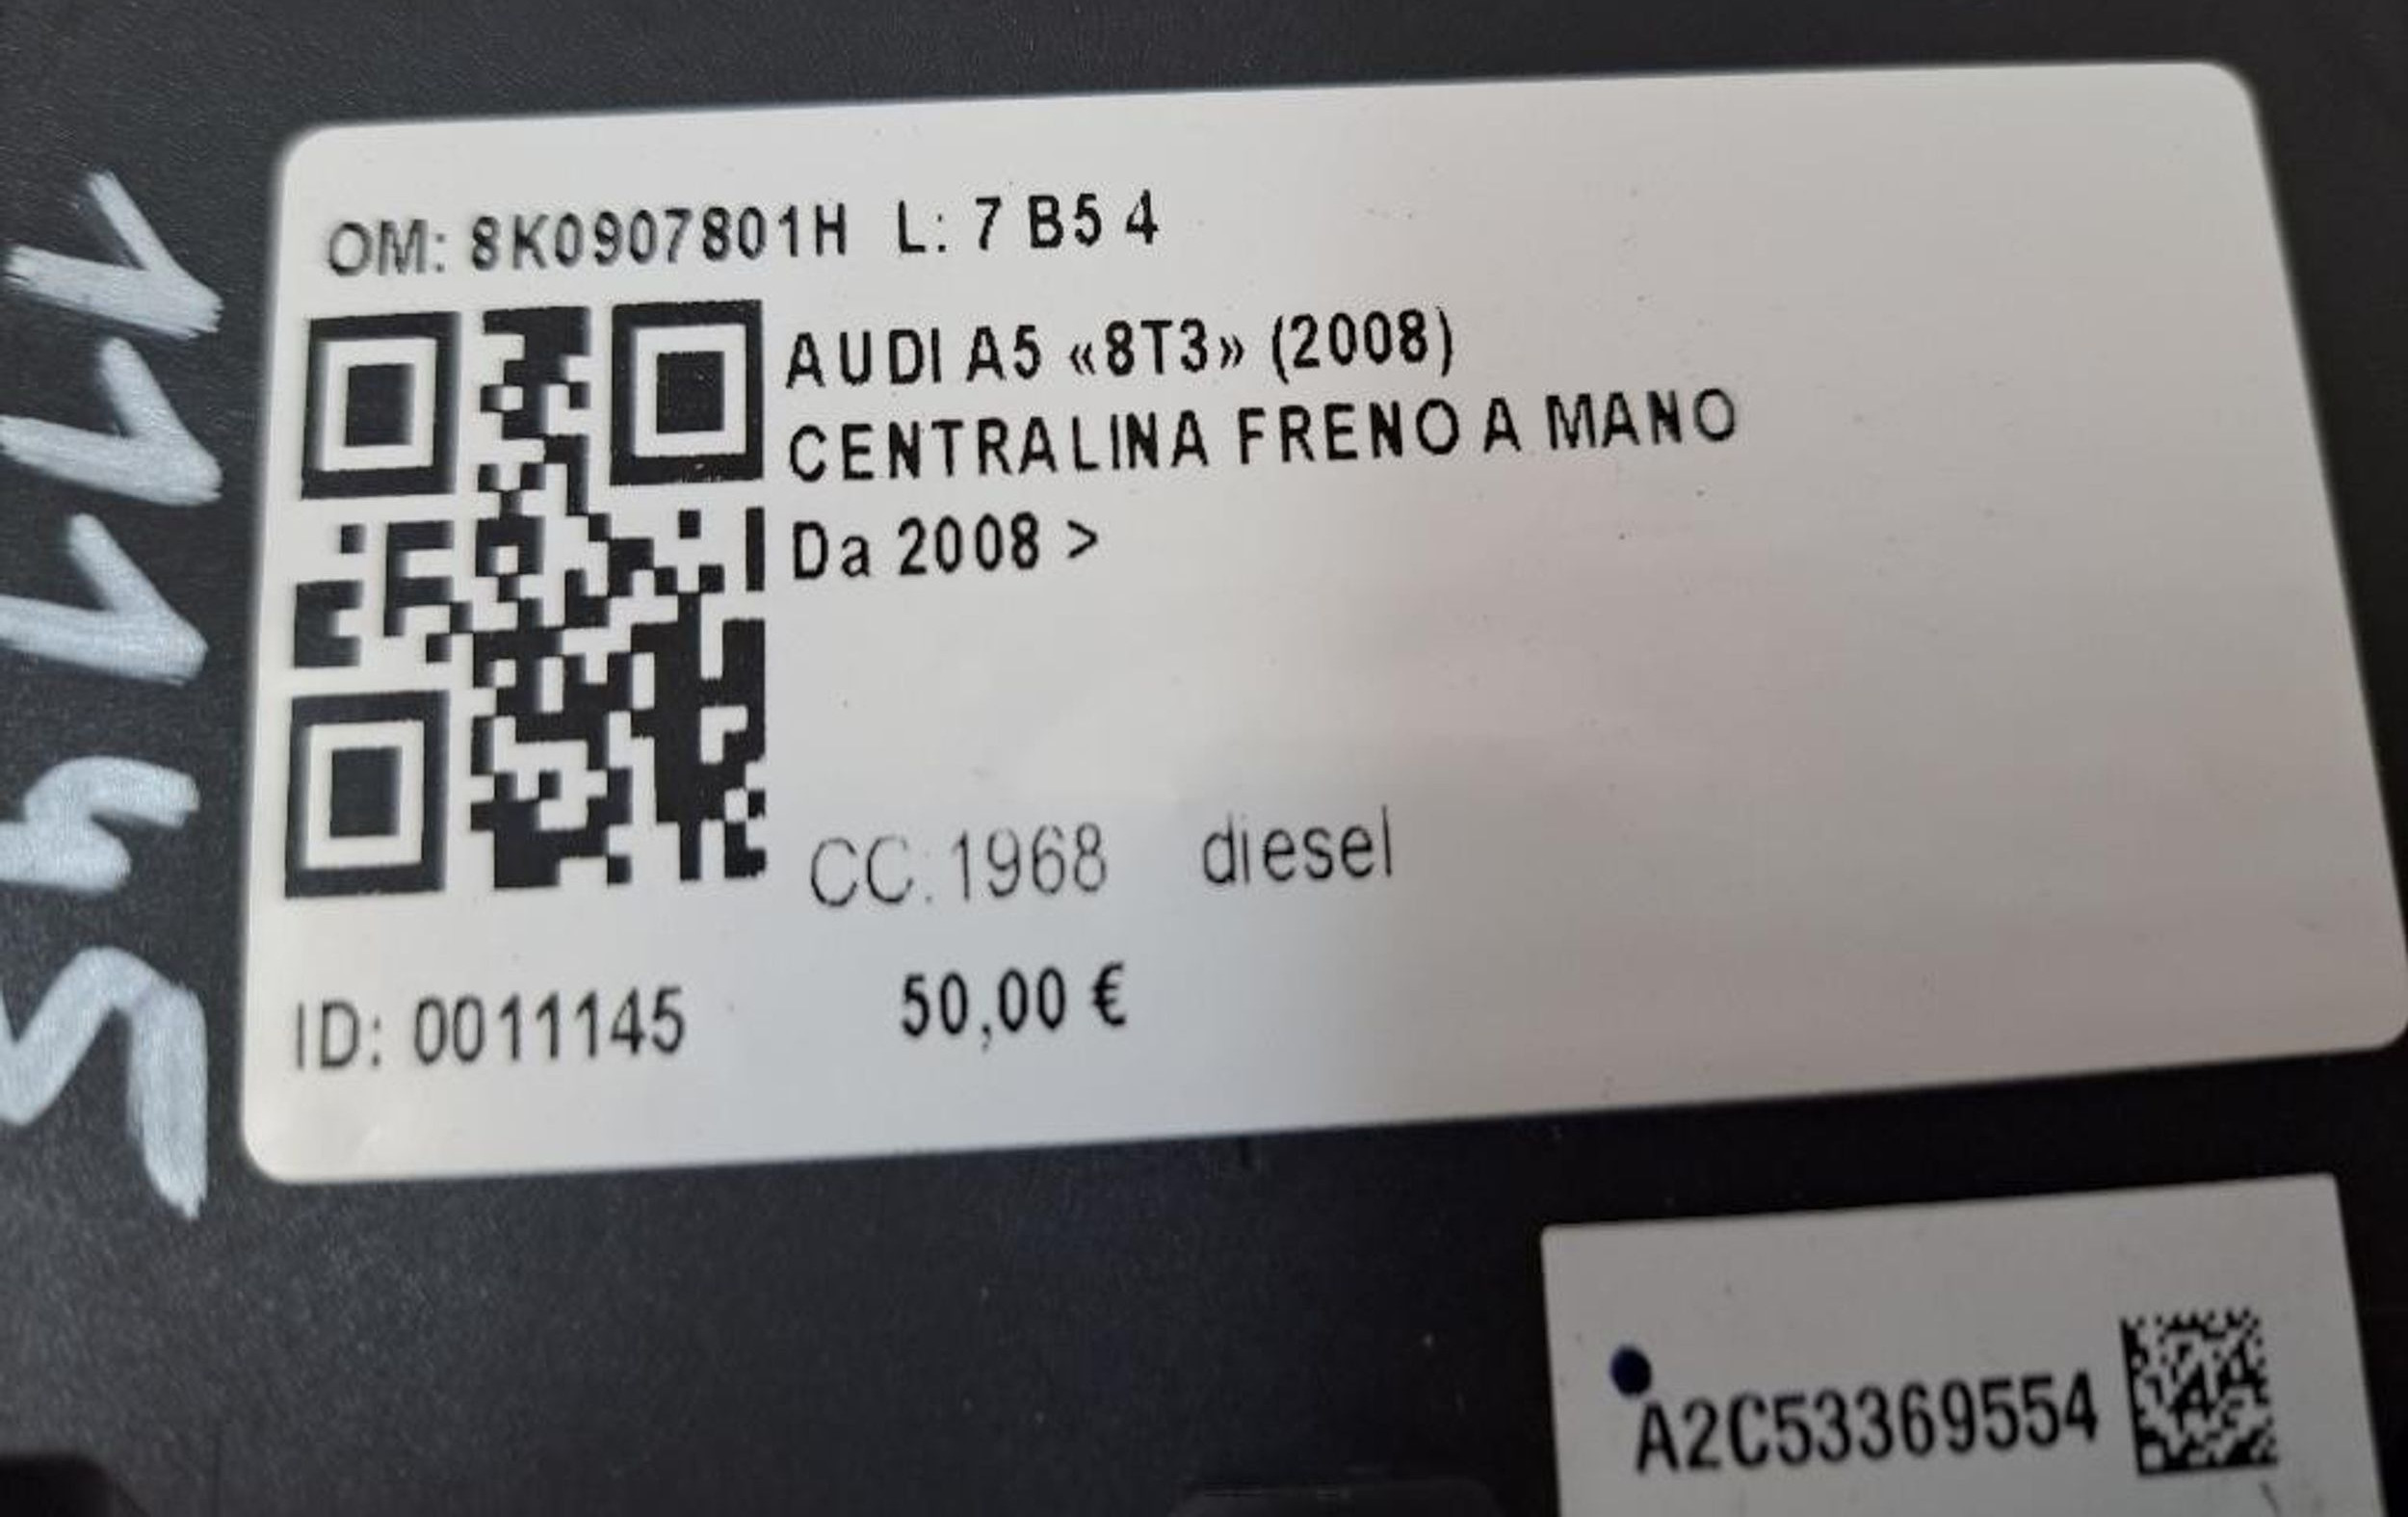 OM: 8K0907801H L: 7 B5 4
AUDI A5 «8T3» (2008)
CENTRALINA FRENO A MANO
Da 2008 >
CC: 1968 diesel
ID: 0011145 50,00 €
11145
A2C53369554